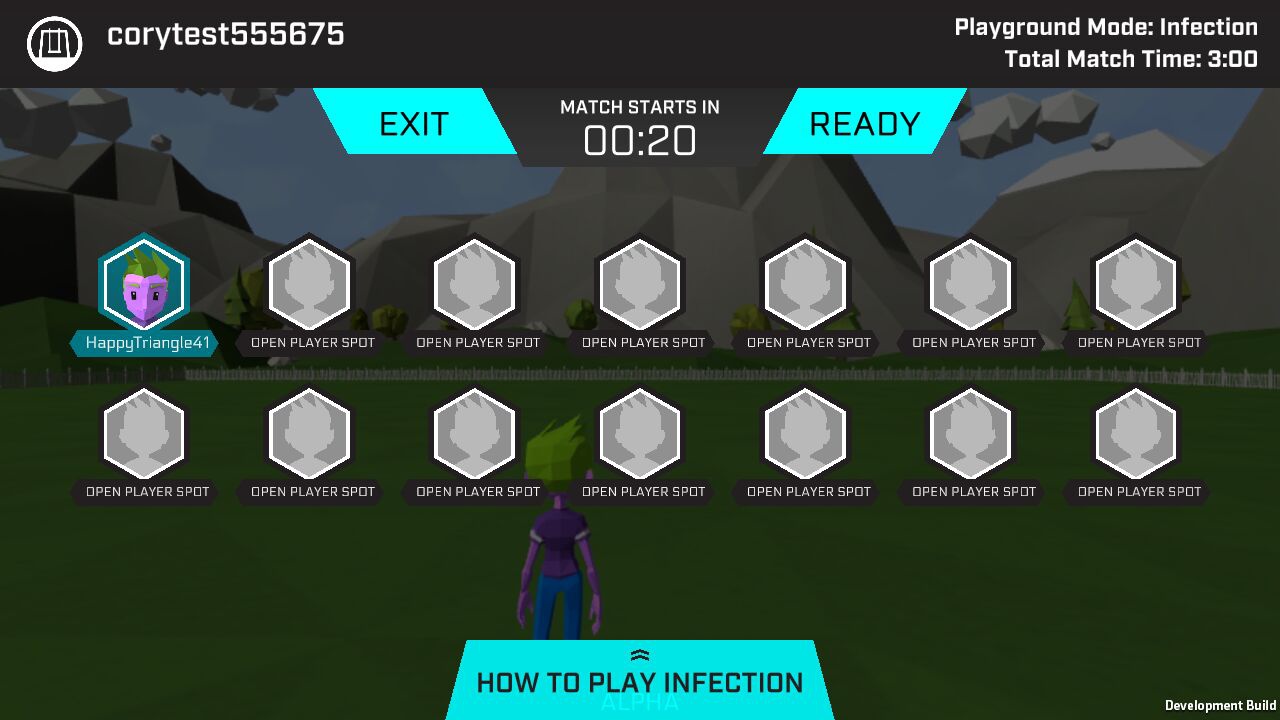 corytest555675
Playground Mode: Infection
Total Match Time: 3:00
EXIT
MATCH STARTS IN
00:20
READY
HappyTriangle41
OPEN PLAYER SPOT
OPEN PLAYER SPOT
OPEN PLAYER SPOT
OPEN PLAYER SPOT
OPEN PLAYER SPOT
OPEN PLAYER SPOT
OPEN PLAYER SPOT
OPEN PLAYER SPOT
OPEN PLAYER SPOT
OPEN PLAYER SPOT
OPEN PLAYER SPOT
OPEN PLAYER SPOT
OPEN PLAYER SPOT
HOW TO PLAY INFECTION
ALPHA
Development Build